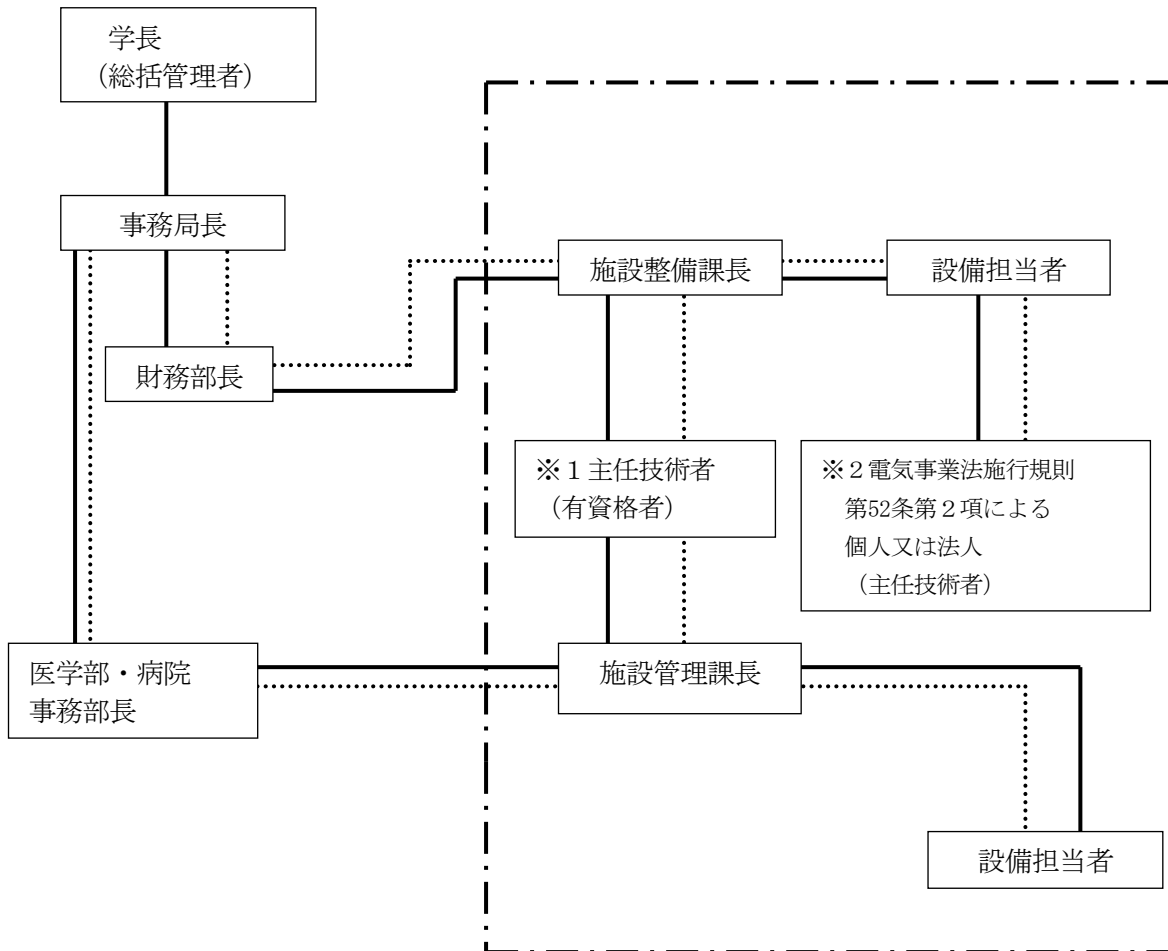 学長
（総括管理者）
事務局長
施設整備課長
設備担当者
財務部長
※１主任技術者
（有資格者）
※２電気事業法施行規則
第52条第２項による
個人又は法人
（主任技術者）
医学部・病院
事務部長
施設管理課長
設備担当者